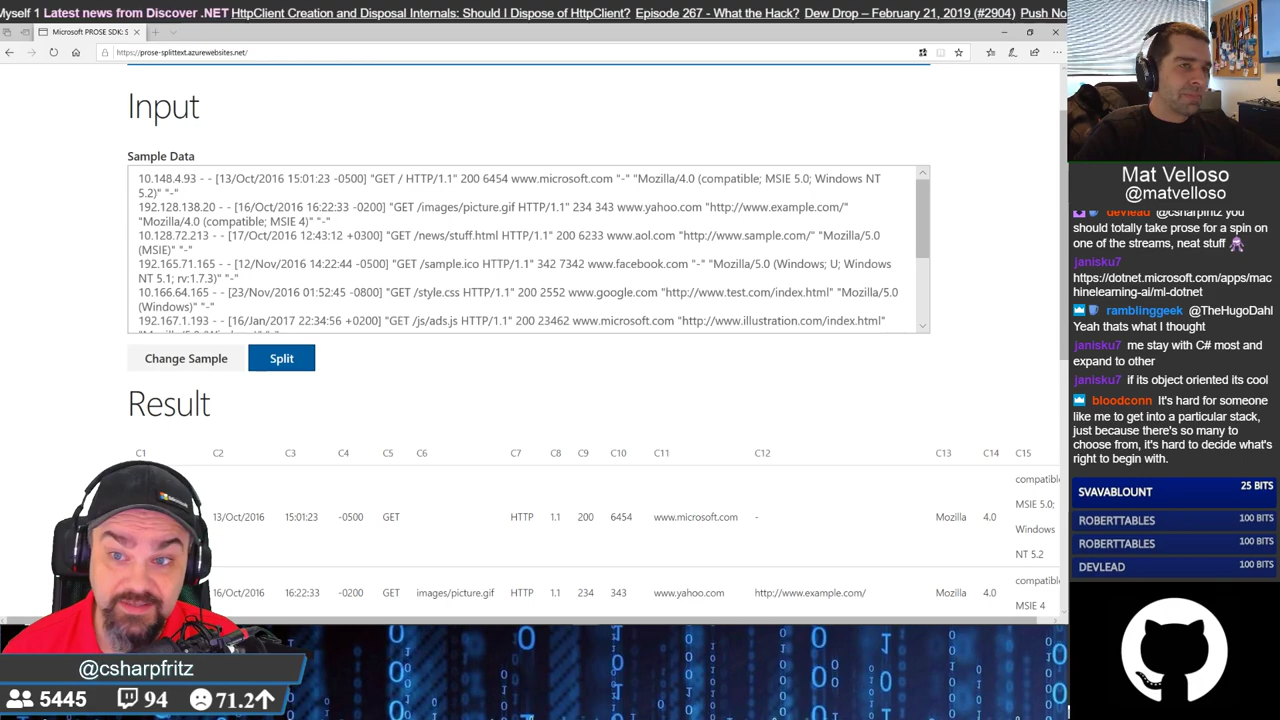 Myself 1 Latest news from Discover .NET HttpClient Creation and Disposal Internals: Should I Dispose of HttpClient? Episode 267 - What the Hack? Dew Drop – February 21, 2019 (#2904) Push No
Microsoft PROSE SDK: S
https://prose-splittext.azurewebsites.net/
Input
Sample Data
10.148.4.93 - - [13/Oct/2016 15:01:23 -0500] "GET / HTTP/1.1" 200 6454 www.microsoft.com "-" "Mozilla/4.0 (compatible; MSIE 5.0; Windows NT
5.2)" "-"
192.128.138.20 - - [16/Oct/2016 16:22:33 -0200] "GET /images/picture.gif HTTP/1.1" 234 343 www.yahoo.com "http://www.example.com/"
"Mozilla/4.0 (compatible; MSIE 4)" "-"
10.128.72.213 - - [17/Oct/2016 12:43:12 +0300] "GET /news/stuff.html HTTP/1.1" 200 6233 www.aol.com "http://www.sample.com/" "Mozilla/5.0
(MSIE)" "-"
192.165.71.165 - - [12/Nov/2016 14:22:44 -0500] "GET /sample.ico HTTP/1.1" 342 7342 www.facebook.com "-" "Mozilla/5.0 (Windows; U; Windows
NT 5.1; rv:1.7.3)" "-"
10.166.64.165 - - [23/Nov/2016 01:52:45 -0800] "GET /style.css HTTP/1.1" 200 2552 www.google.com "http://www.test.com/index.html" "Mozilla/5.0
(Windows)" "-"
192.167.1.193 - - [16/Jan/2017 22:34:56 +0200] "GET /js/ads.js HTTP/1.1" 200 23462 www.microsoft.com "http://www.illustration.com/index.html"
Change Sample Split
Result
C1 C2 C3 C4 C5 C6 C7 C8 C9 C10 C11 C12 C13 C14 C15
13/Oct/2016 15:01:23 -0500 GET HTTP 1.1 200 6454 www.microsoft.com - Mozilla 4.0
compatible
MSIE 5.0;
Windows
NT 5.2
16/Oct/2016 16:22:33 -0200 GET images/picture.gif HTTP 1.1 234 343 www.yahoo.com http://www.example.com/ Mozilla 4.0
compatible
MSIE 4
Mat Velloso
@matvelloso
devlead @csharpfritz you
should totally take prose for a spin on
one of the streams, neat stuff
janisku7
https://dotnet.microsoft.com/apps/mac
hinelearning-ai/ml-dotnet
ramblinggeek @TheHugoDahl
Yeah thats what I thought
janisku7 me stay with C# most and
expand to other
janisku7 if its object oriented its cool
bloodconn It's hard for someone
like me to get into a particular stack,
just because there's so many to
choose from, it's hard to decide what's
right to begin with.
SVAVABLOUNT 25 BITS
ROBERTTABLES 100 BITS
ROBERTTABLES 100 BITS
DEVLEAD 100 BITS
@csharpfritz
5445 94 71.2